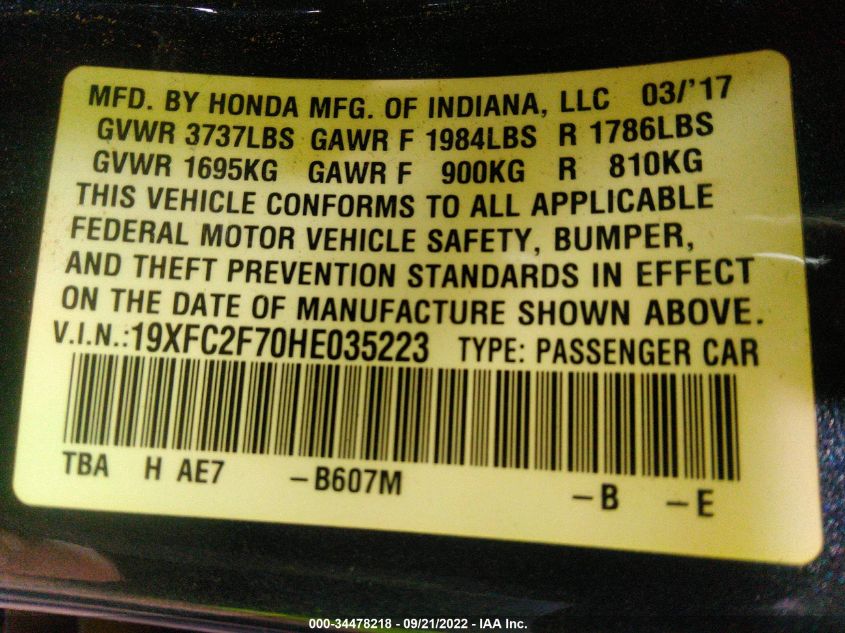 MFD. BY HONDA MFG. OF INDIANA, LLC 03/'17
GVWR 3737LBS GAWR F 1984LBS R 1786LBS
GVWR 1695KG GAWR F 900KG R 810KG
THIS VEHICLE CONFORMS TO ALL APPLICABLE
FEDERAL MOTOR VEHICLE SAFETY, BUMPER,
AND THEFT PREVENTION STANDARDS IN EFFECT
ON THE DATE OF MANUFACTURE SHOWN ABOVE.
V.I.N.:19XFC2F70HE035223 TYPE: PASSENGER CAR
TBA H AE7 -B607M -B -E
000-34478218 - 09/21/2022 - IAA Inc.